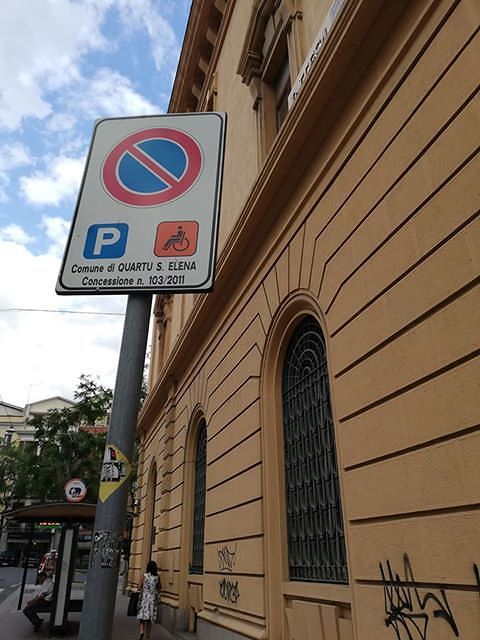 P
Comune di QUARTU S. ELENA
Concessione n. 103/2011